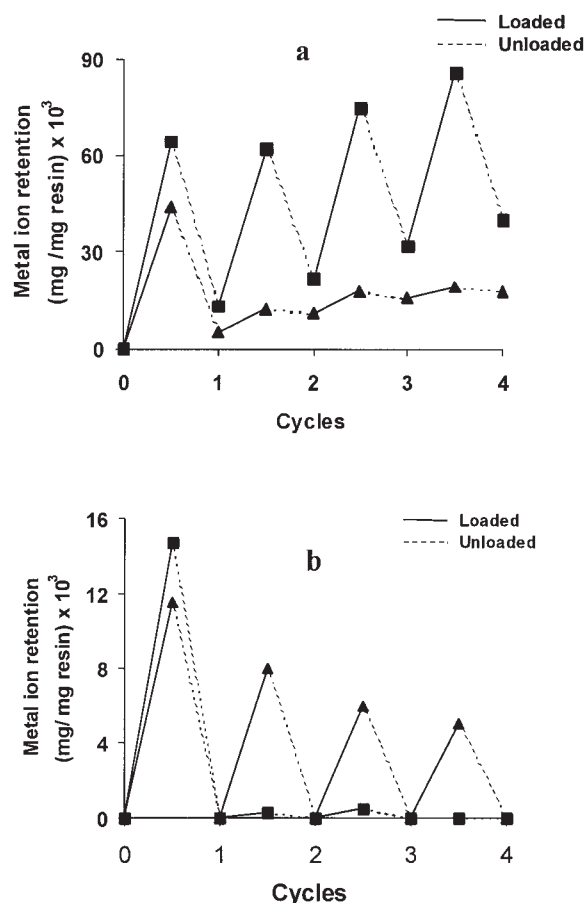 Loaded
Unloaded
a
Metal ion retention
(mg /mg resin) x 10³
90
60
30
0
0 1 2 3 4
Cycles
Loaded
Unloaded
b
Metal ion retention
(mg/ mg resin) x 10³
16
12
8
4
0
0 1 2 3 4
Cycles